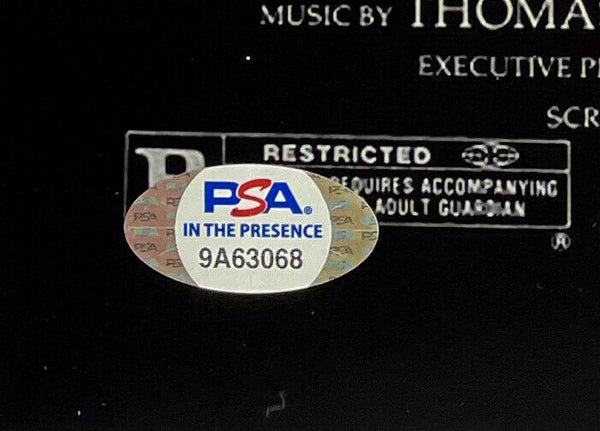 MUSIC BY THOMAS
EXECUTIVE
SCR
R
RESTRICTED
REQUIRES ACCOMPANYING
ADULT GUARDIAN
®
PSA®
IN THE PRESENCE
9A63068